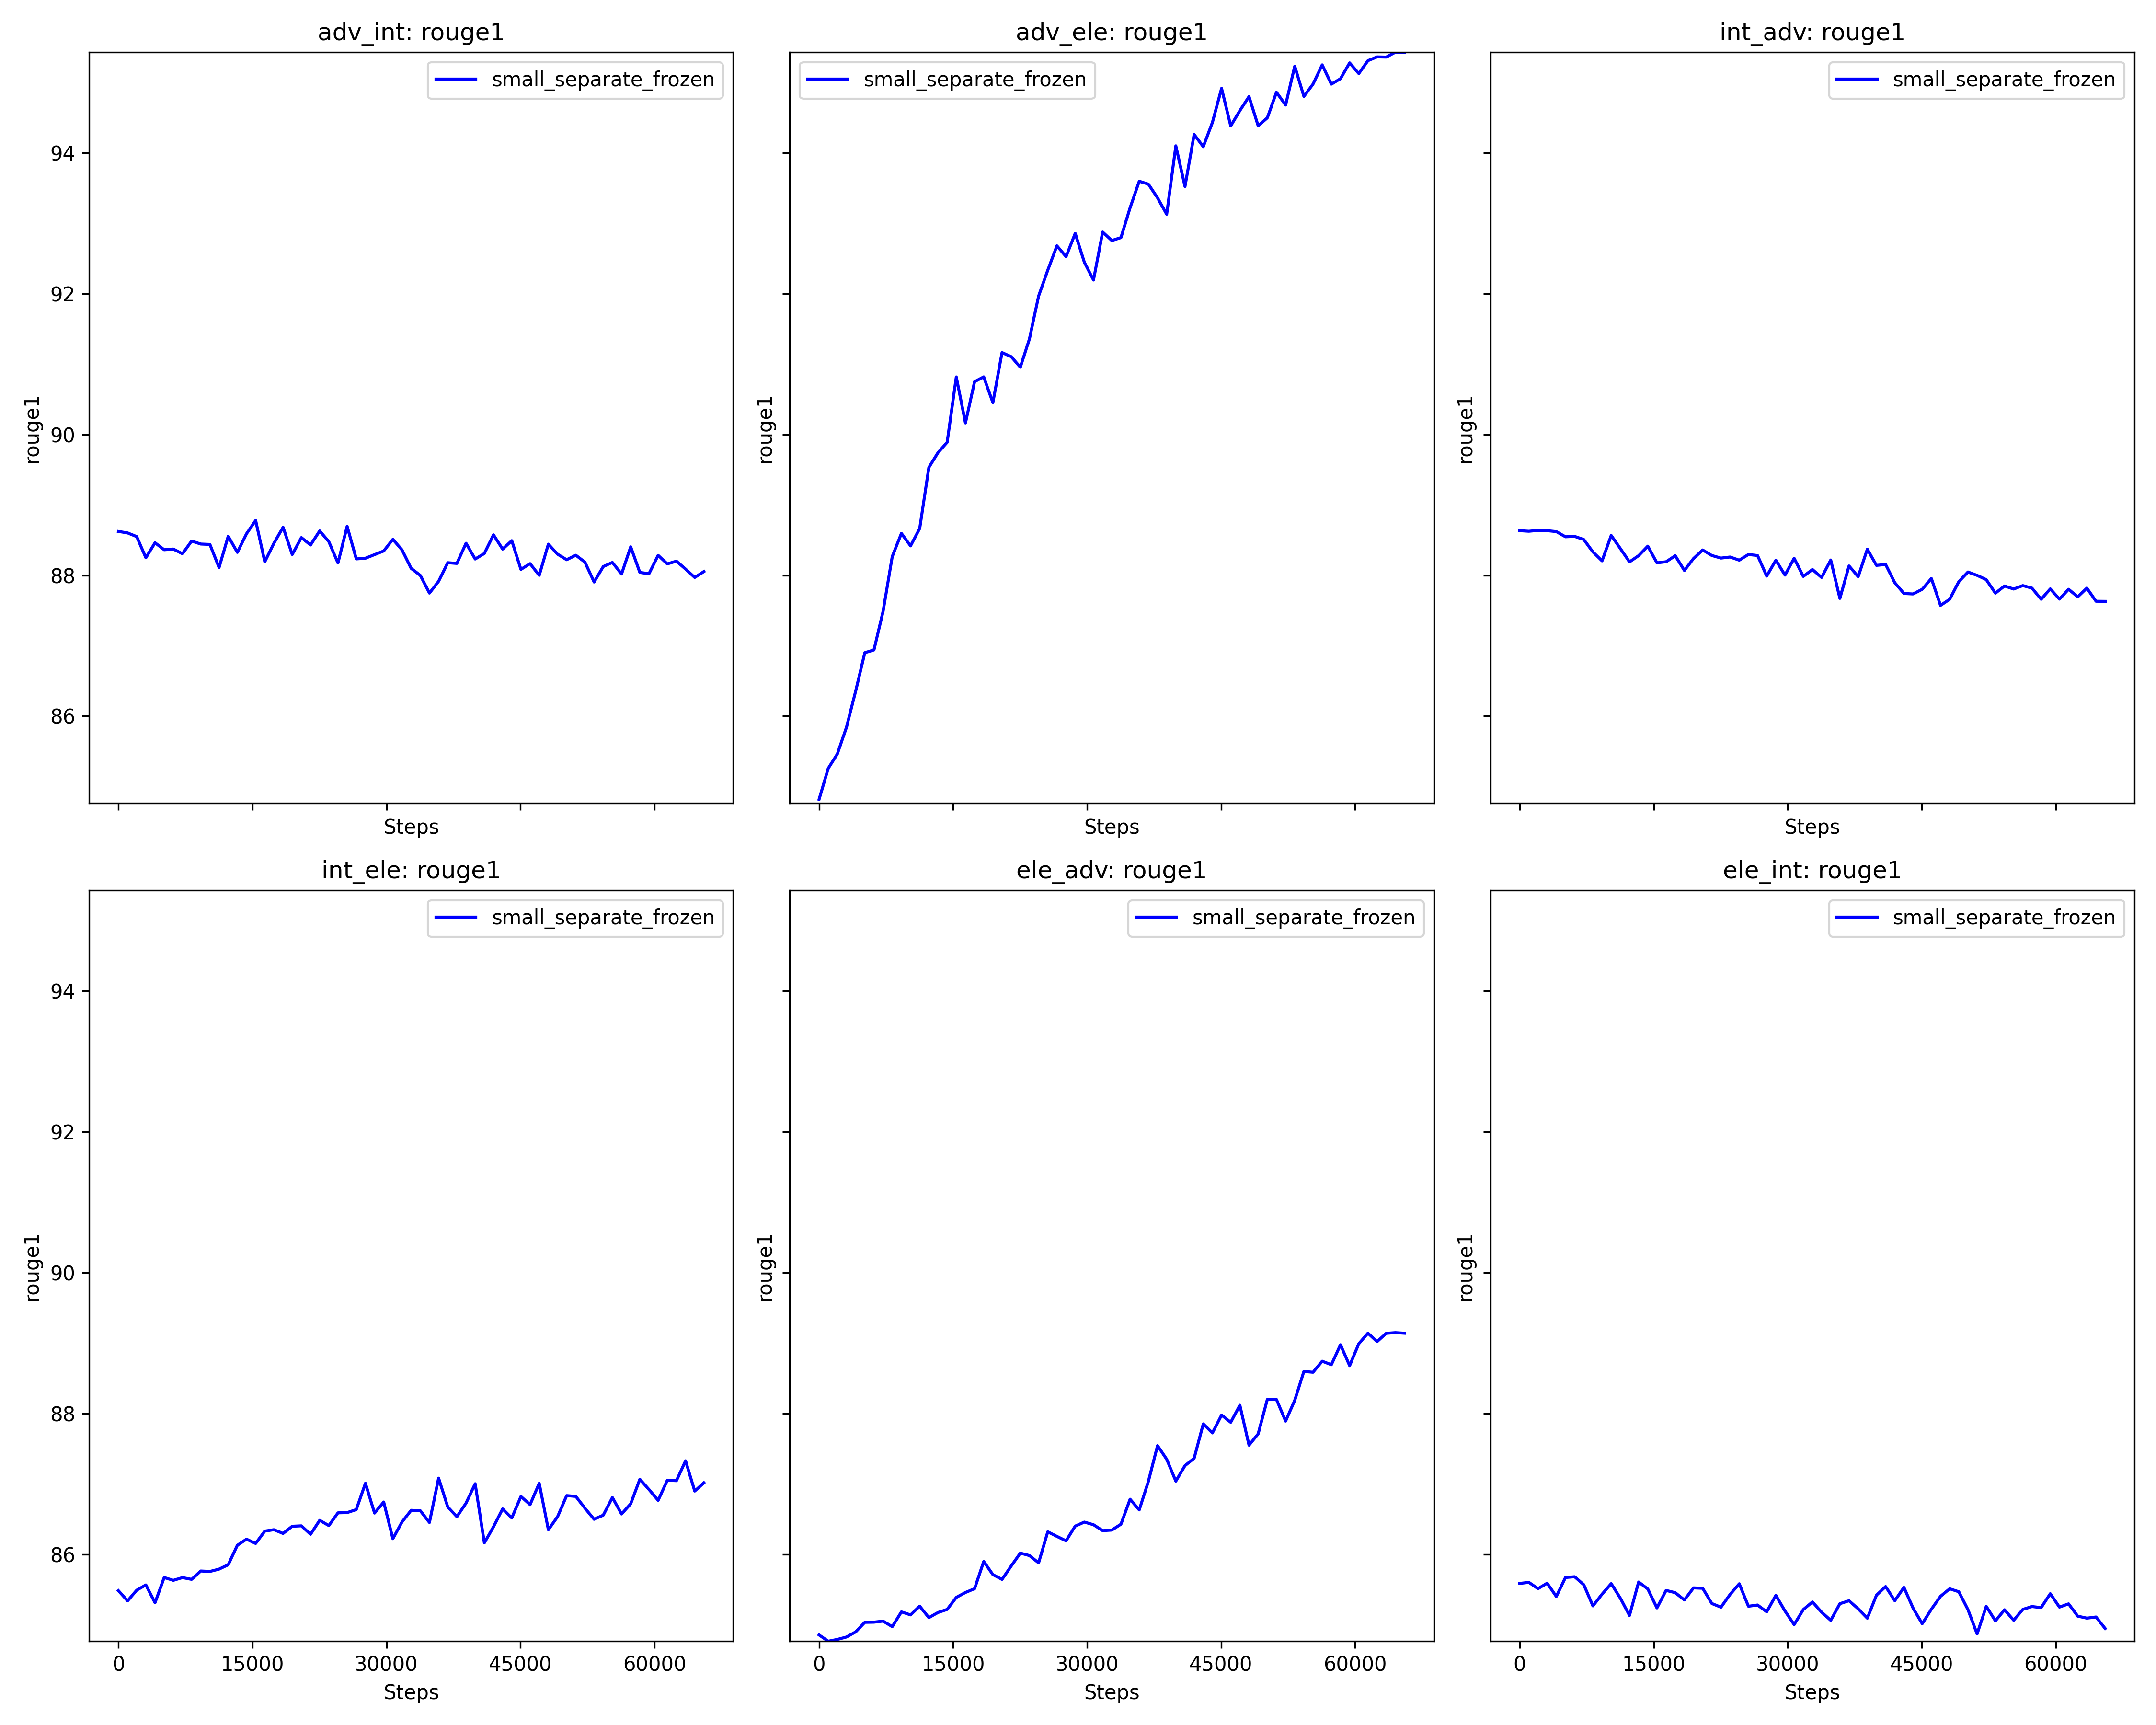 adv_int: rouge1
small_separate_frozen
94
92
90
88
86
rouge1
Steps
adv_ele: rouge1
small_separate_frozen
rouge1
Steps
int_adv: rouge1
small_separate_frozen
rouge1
Steps
int_ele: rouge1
small_separate_frozen
94
92
90
88
86
rouge1
0 15000 30000 45000 60000
Steps
ele_adv: rouge1
small_separate_frozen
rouge1
0 15000 30000 45000 60000
Steps
ele_int: rouge1
small_separate_frozen
rouge1
0 15000 30000 45000 60000
Steps